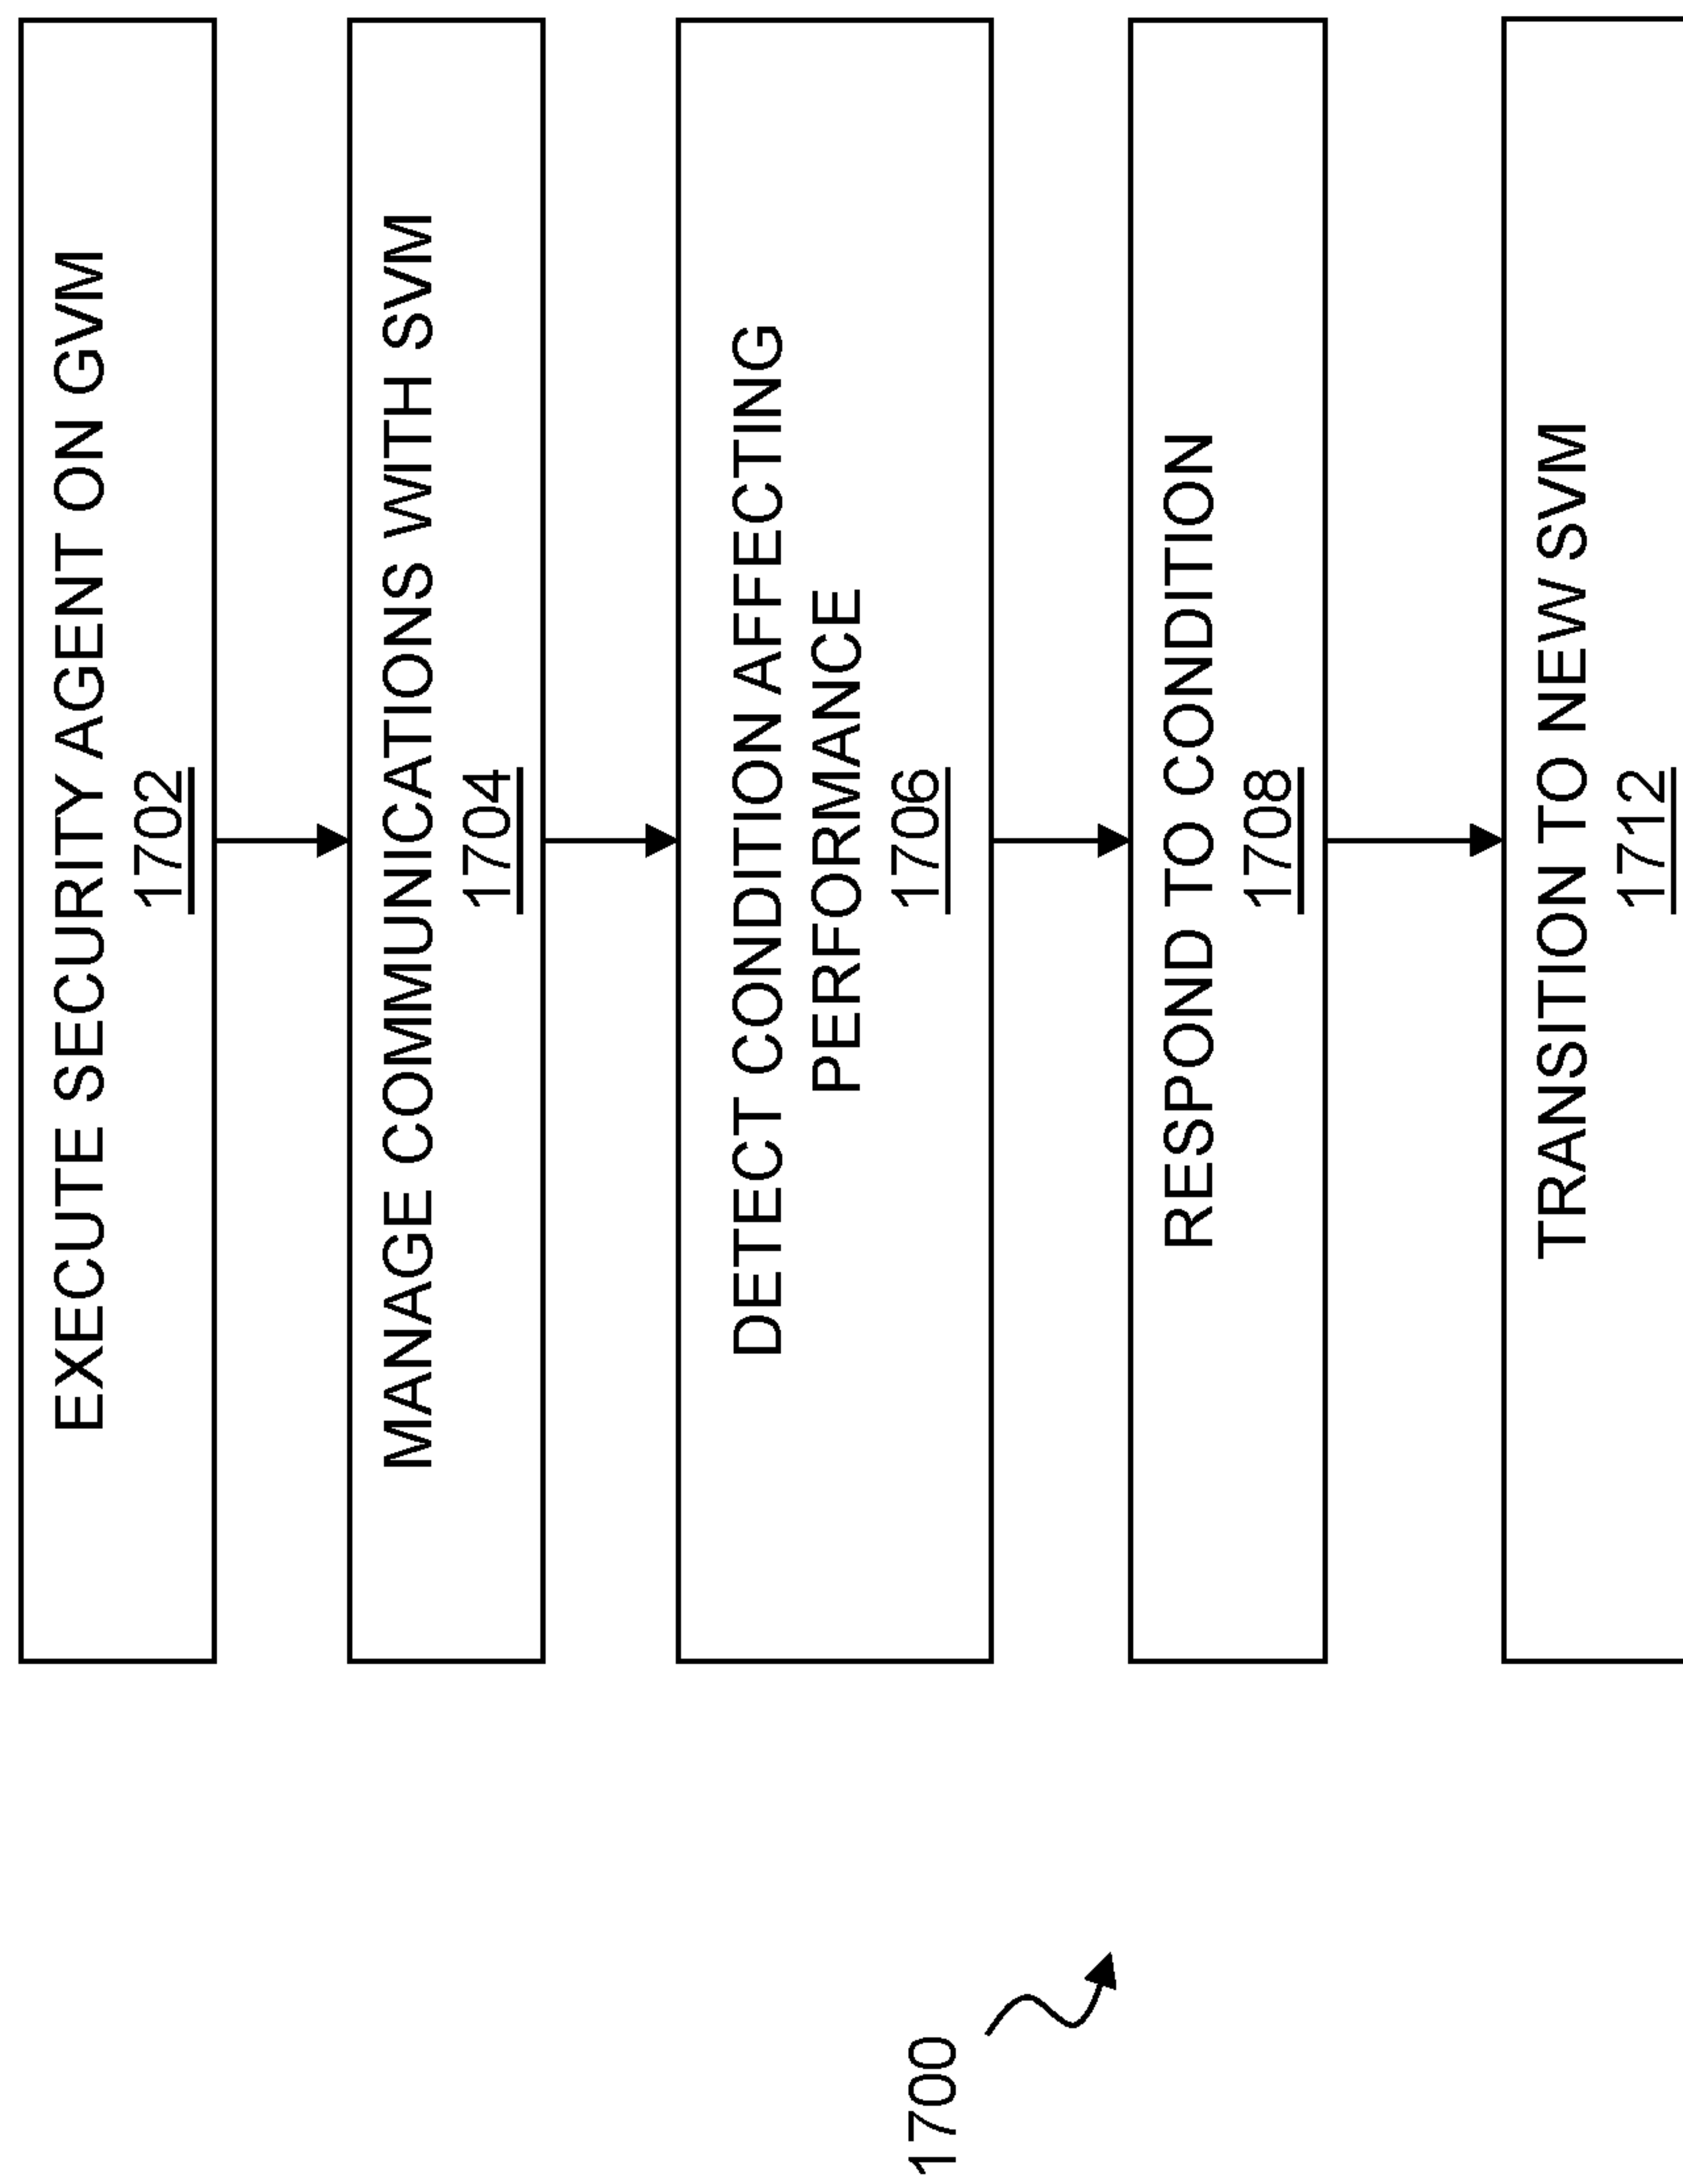 EXECUTE SECURITY AGENT ON GVM
1702
MANAGE COMMUNICATIONS WITH SVM
1704
DETECT CONDITION AFFECTING
PERFORMANCE
1706
RESPOND TO CONDITION
1708
TRANSITION TO NEW SVM
1712
1700